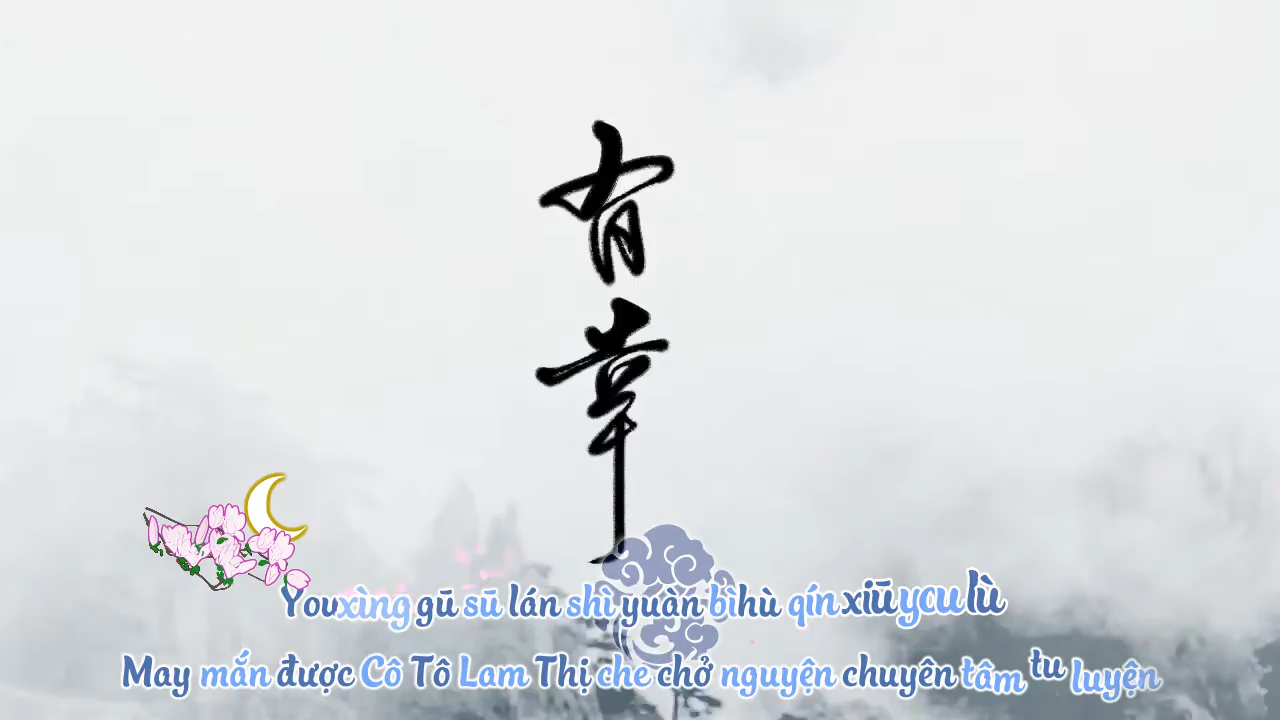 有章
Youxìng gū sū lán shì yuàn bìhù qín xiū you lù
May mắn được Cô Tô Lam Thị che chở nguyện chuyên tâm tu luyện